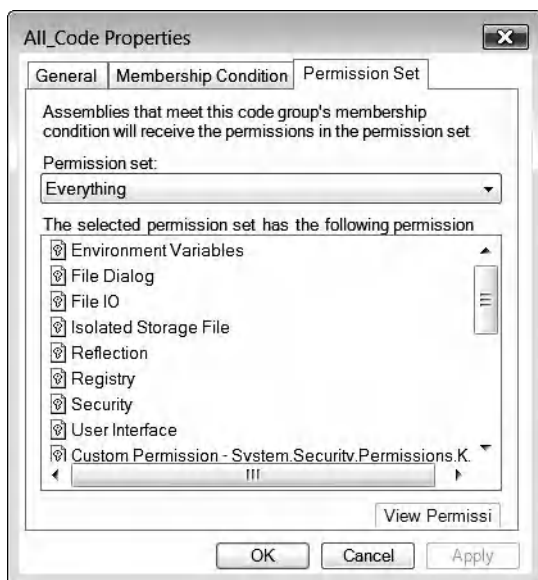 All_Code Properties
General Membership Condition Permission Set
Assemblies that meet this code group's membership
condition will receive the permissions in the permission set
Permission set:
Everything
The selected permission set has the following permission
Environment Variables
File Dialog
File IO
Isolated Storage File
Reflection
Registry
Security
User Interface
Custom Permission - System.Security.Permissions.K
View Permissi
OK Cancel Apply